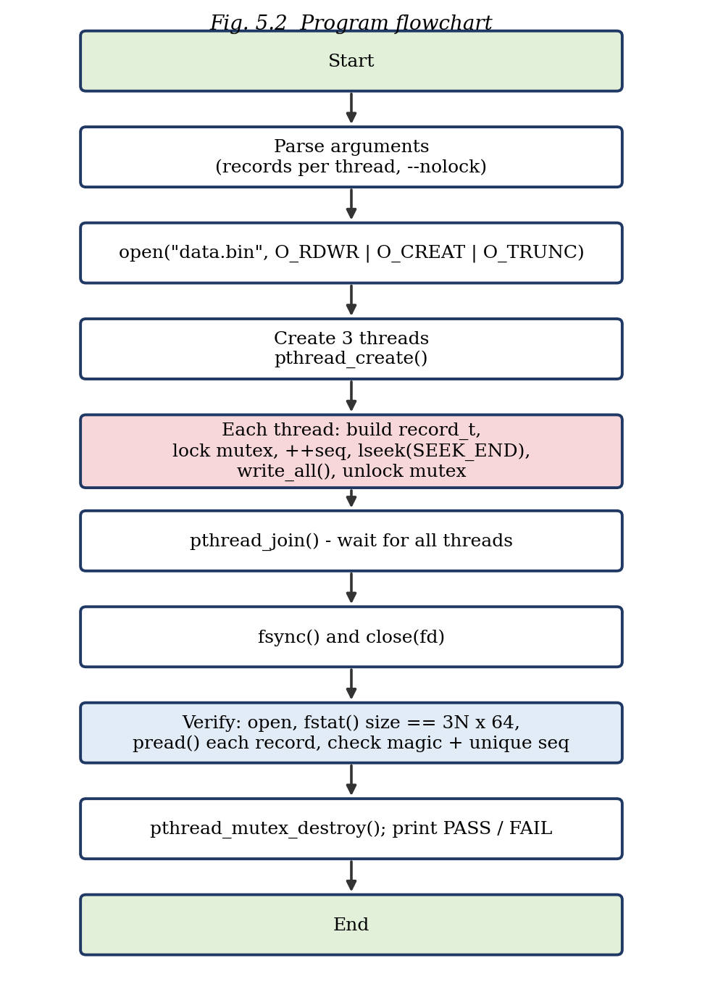 Fig. 5.2  Program flowchart
Start
Parse arguments
(records per thread, --nolock)
open("data.bin", O_RDWR | O_CREAT | O_TRUNC)
Create 3 threads
pthread_create()
Each thread: build record_t,
lock mutex, ++seq, lseek(SEEK_END),
write_all(), unlock mutex
pthread_join() - wait for all threads
fsync() and close(fd)
Verify: open, fstat() size == 3N x 64,
pread() each record, check magic + unique seq
pthread_mutex_destroy(); print PASS / FAIL
End